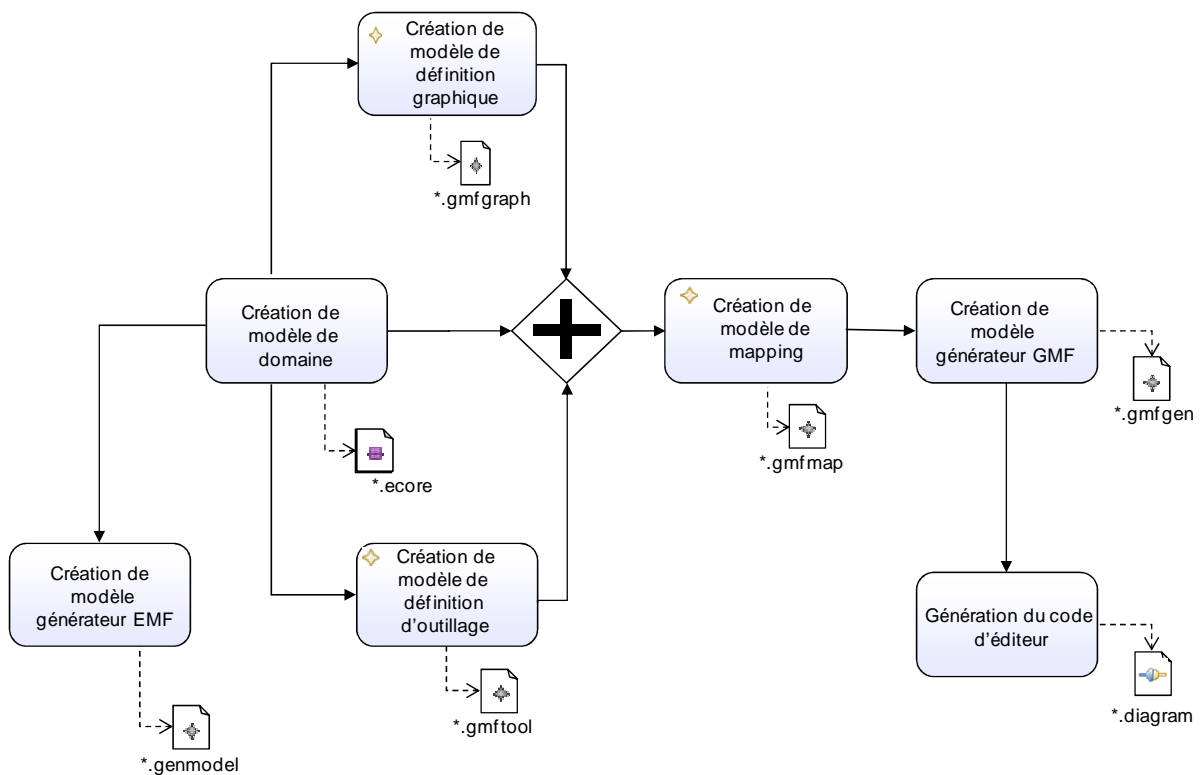 Création de
modèle de
définition
graphique
*.gmfgraph
Création de
modèle de
domaine
*.ecore
Création de
modèle de
mapping
*.gmfmap
Création de
modèle
générateur GMF
*.gmfgen
Création de
modèle
générateur EMF
*.genmodel
Création de
modèle de
définition
d'outillage
*.gmftool
Génération du code
d'éditeur
*.diagram